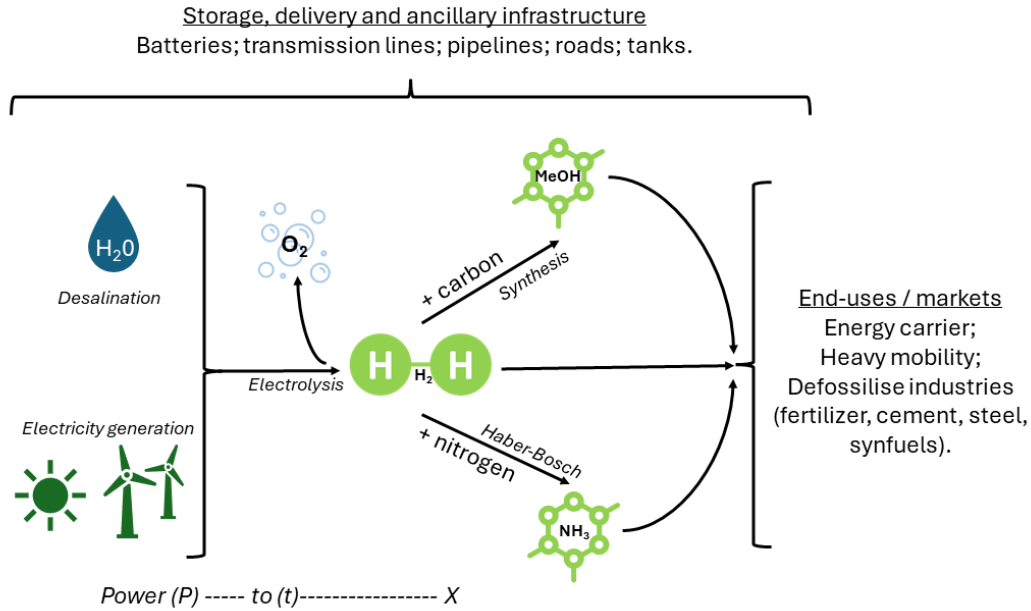 Storage, delivery and ancillary infrastructure
Batteries; transmission lines; pipelines; roads; tanks.
MeOH
H₂0
O₂
Desalination
+ carbon
Synthesis
End-uses / markets
Energy carrier;
Heavy mobility;
Defossilise industries
(fertilizer, cement, steel,
synfuels).
H H₂ H
Electrolysis
Electricity generation
+ nitrogen
Haber-Bosch
NH₃
Power (P) ----- to (t)----------------- X